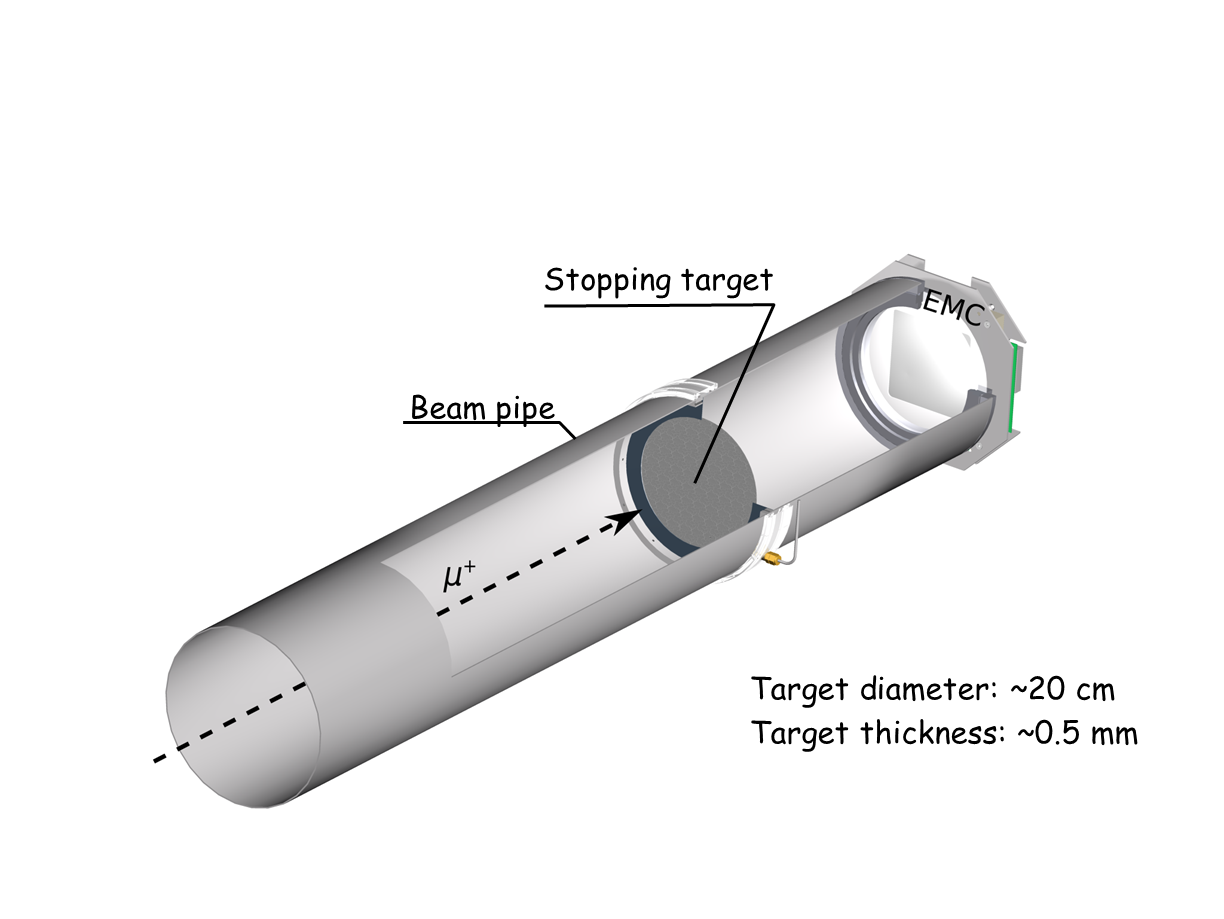 Stopping target
EMC
Beam pipe
μ⁺
Target diameter: ~20 cm
Target thickness: ~0.5 mm